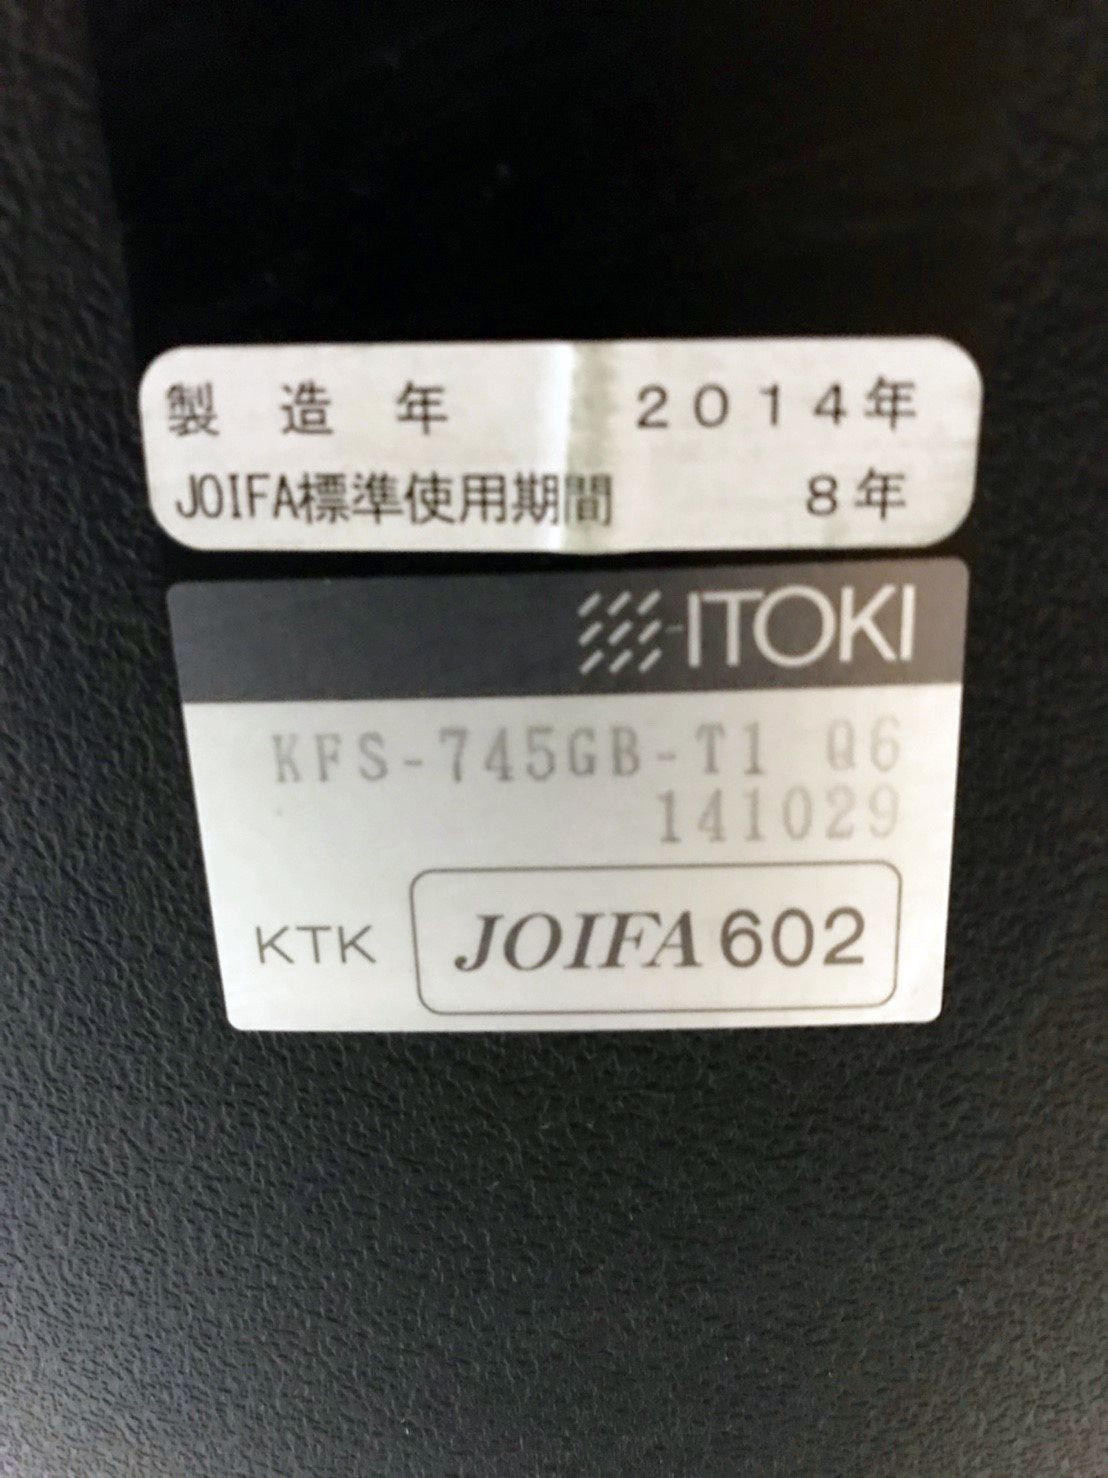 製造年 2014年
JOIFA標準使用期間 8年
ITOKI
KFS-745GB-T1 Q6
141029
KTK JOIFA602